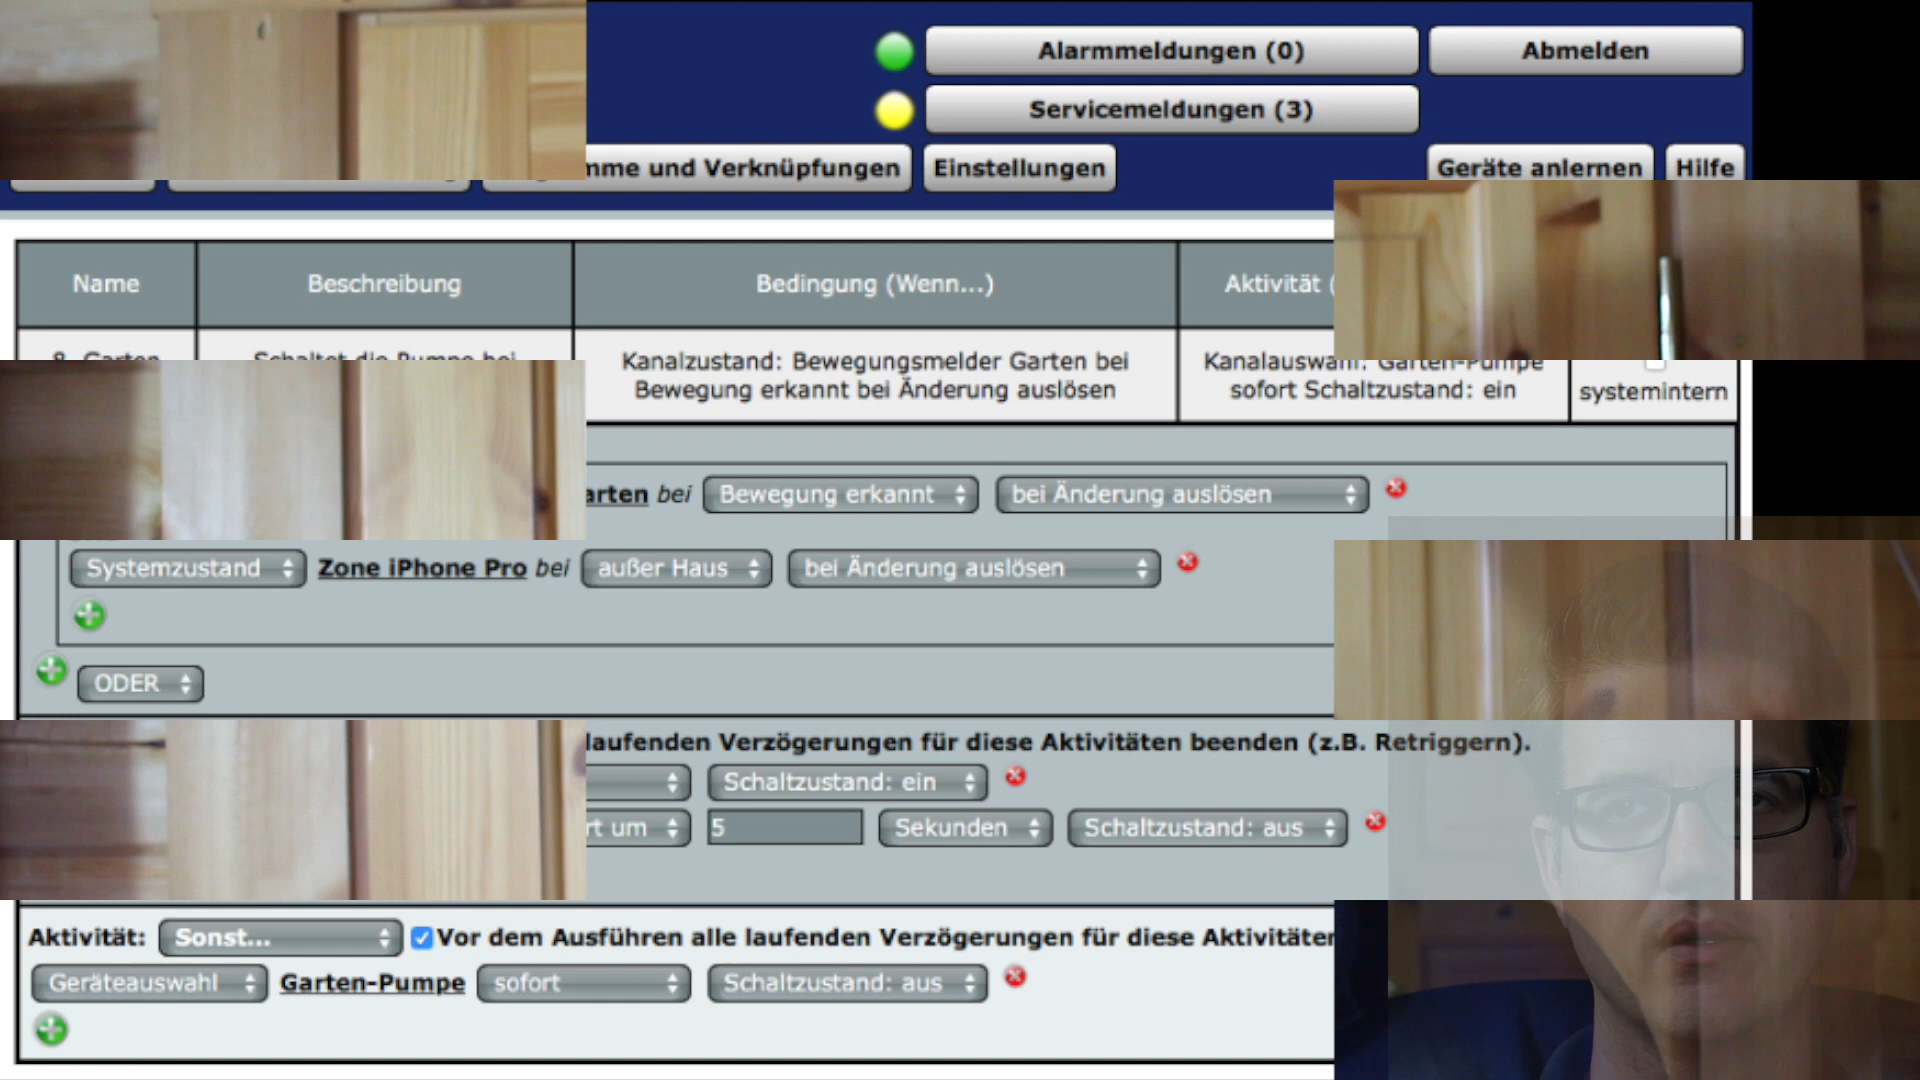 Alarmmeldungen (0) Abmelden
Servicemeldungen (3)
und Verknüpfungen Einstellungen Geräte anlernen Hilfe
Name Beschreibung Bedingung (Wenn...) Aktivität
Kanalzustand: Bewegungsmelder Garten bei
Bewegung erkannt bei Änderung auslösen
Kanalauswahl: Garten-Pumpe
sofort Schaltzustand: ein
systemintern
bei Bewegung erkannt bei Änderung auslösen
Systemzustand Zone iPhone Pro bei außer Haus bei Änderung auslösen
ODER
laufenden Verzögerungen für diese Aktivitäten beenden (z.B. Retriggern).
Schaltzustand: ein
um 5 Sekunden Schaltzustand: aus
Aktivität: Sonst... Vor dem Ausführen alle laufenden Verzögerungen für diese Aktivitäten
Geräteauswahl Garten-Pumpe sofort Schaltzustand: aus